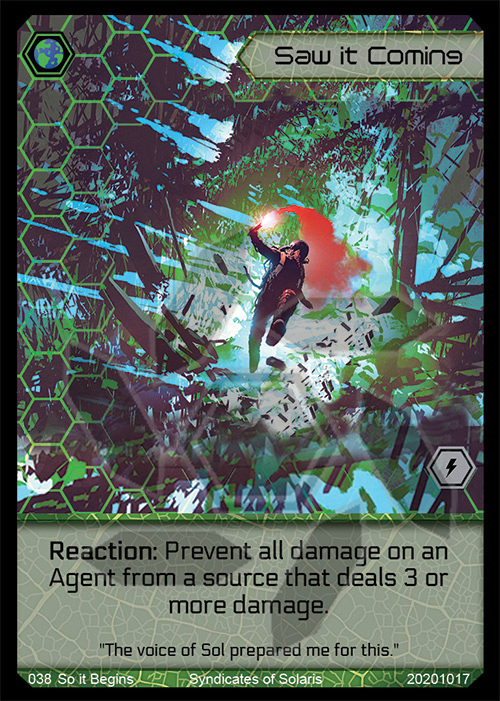 Saw it Coming
Reaction: Prevent all damage on an
Agent from a source that deals 3 or
more damage.
"The voice of Sol prepared me for this."
038 So it Begins Syndicates of Solaris 20201017